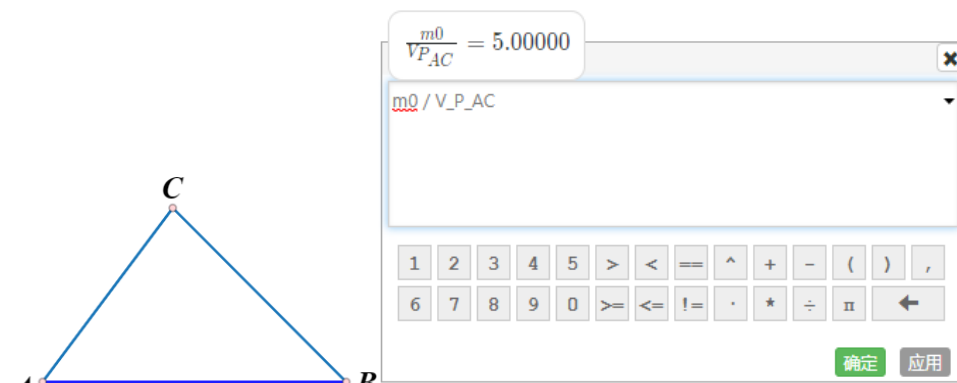 m0/VP_AC = 5.00000
m0 / V_P_AC
C
1 2 3 4 5 > < == ^ + - ( ) ,
6 7 8 9 0 >= <= != · * ÷ π ←
确定 应用
B